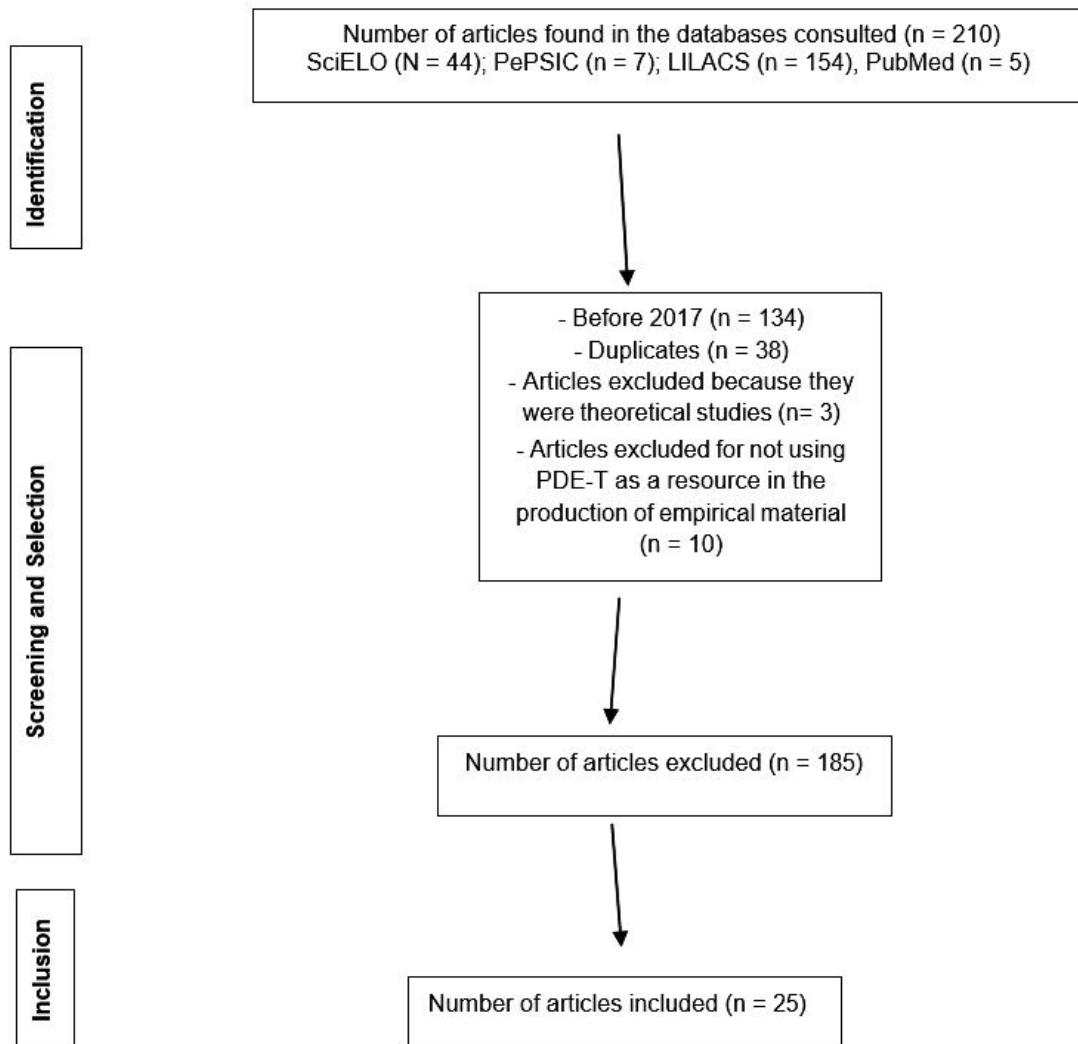 Number of articles found in the databases consulted (n = 210)
SciELO (N = 44); PePSIC (n = 7); LILACS (n = 154), PubMed (n = 5)
Identification
- Before 2017 (n = 134)
- Duplicates (n = 38)
- Articles excluded because they
were theoretical studies (n= 3)
- Articles excluded for not using
PDE-T as a resource in the
production of empirical material
(n = 10)
Screening and Selection
Number of articles excluded (n = 185)
Inclusion
Number of articles included (n = 25)